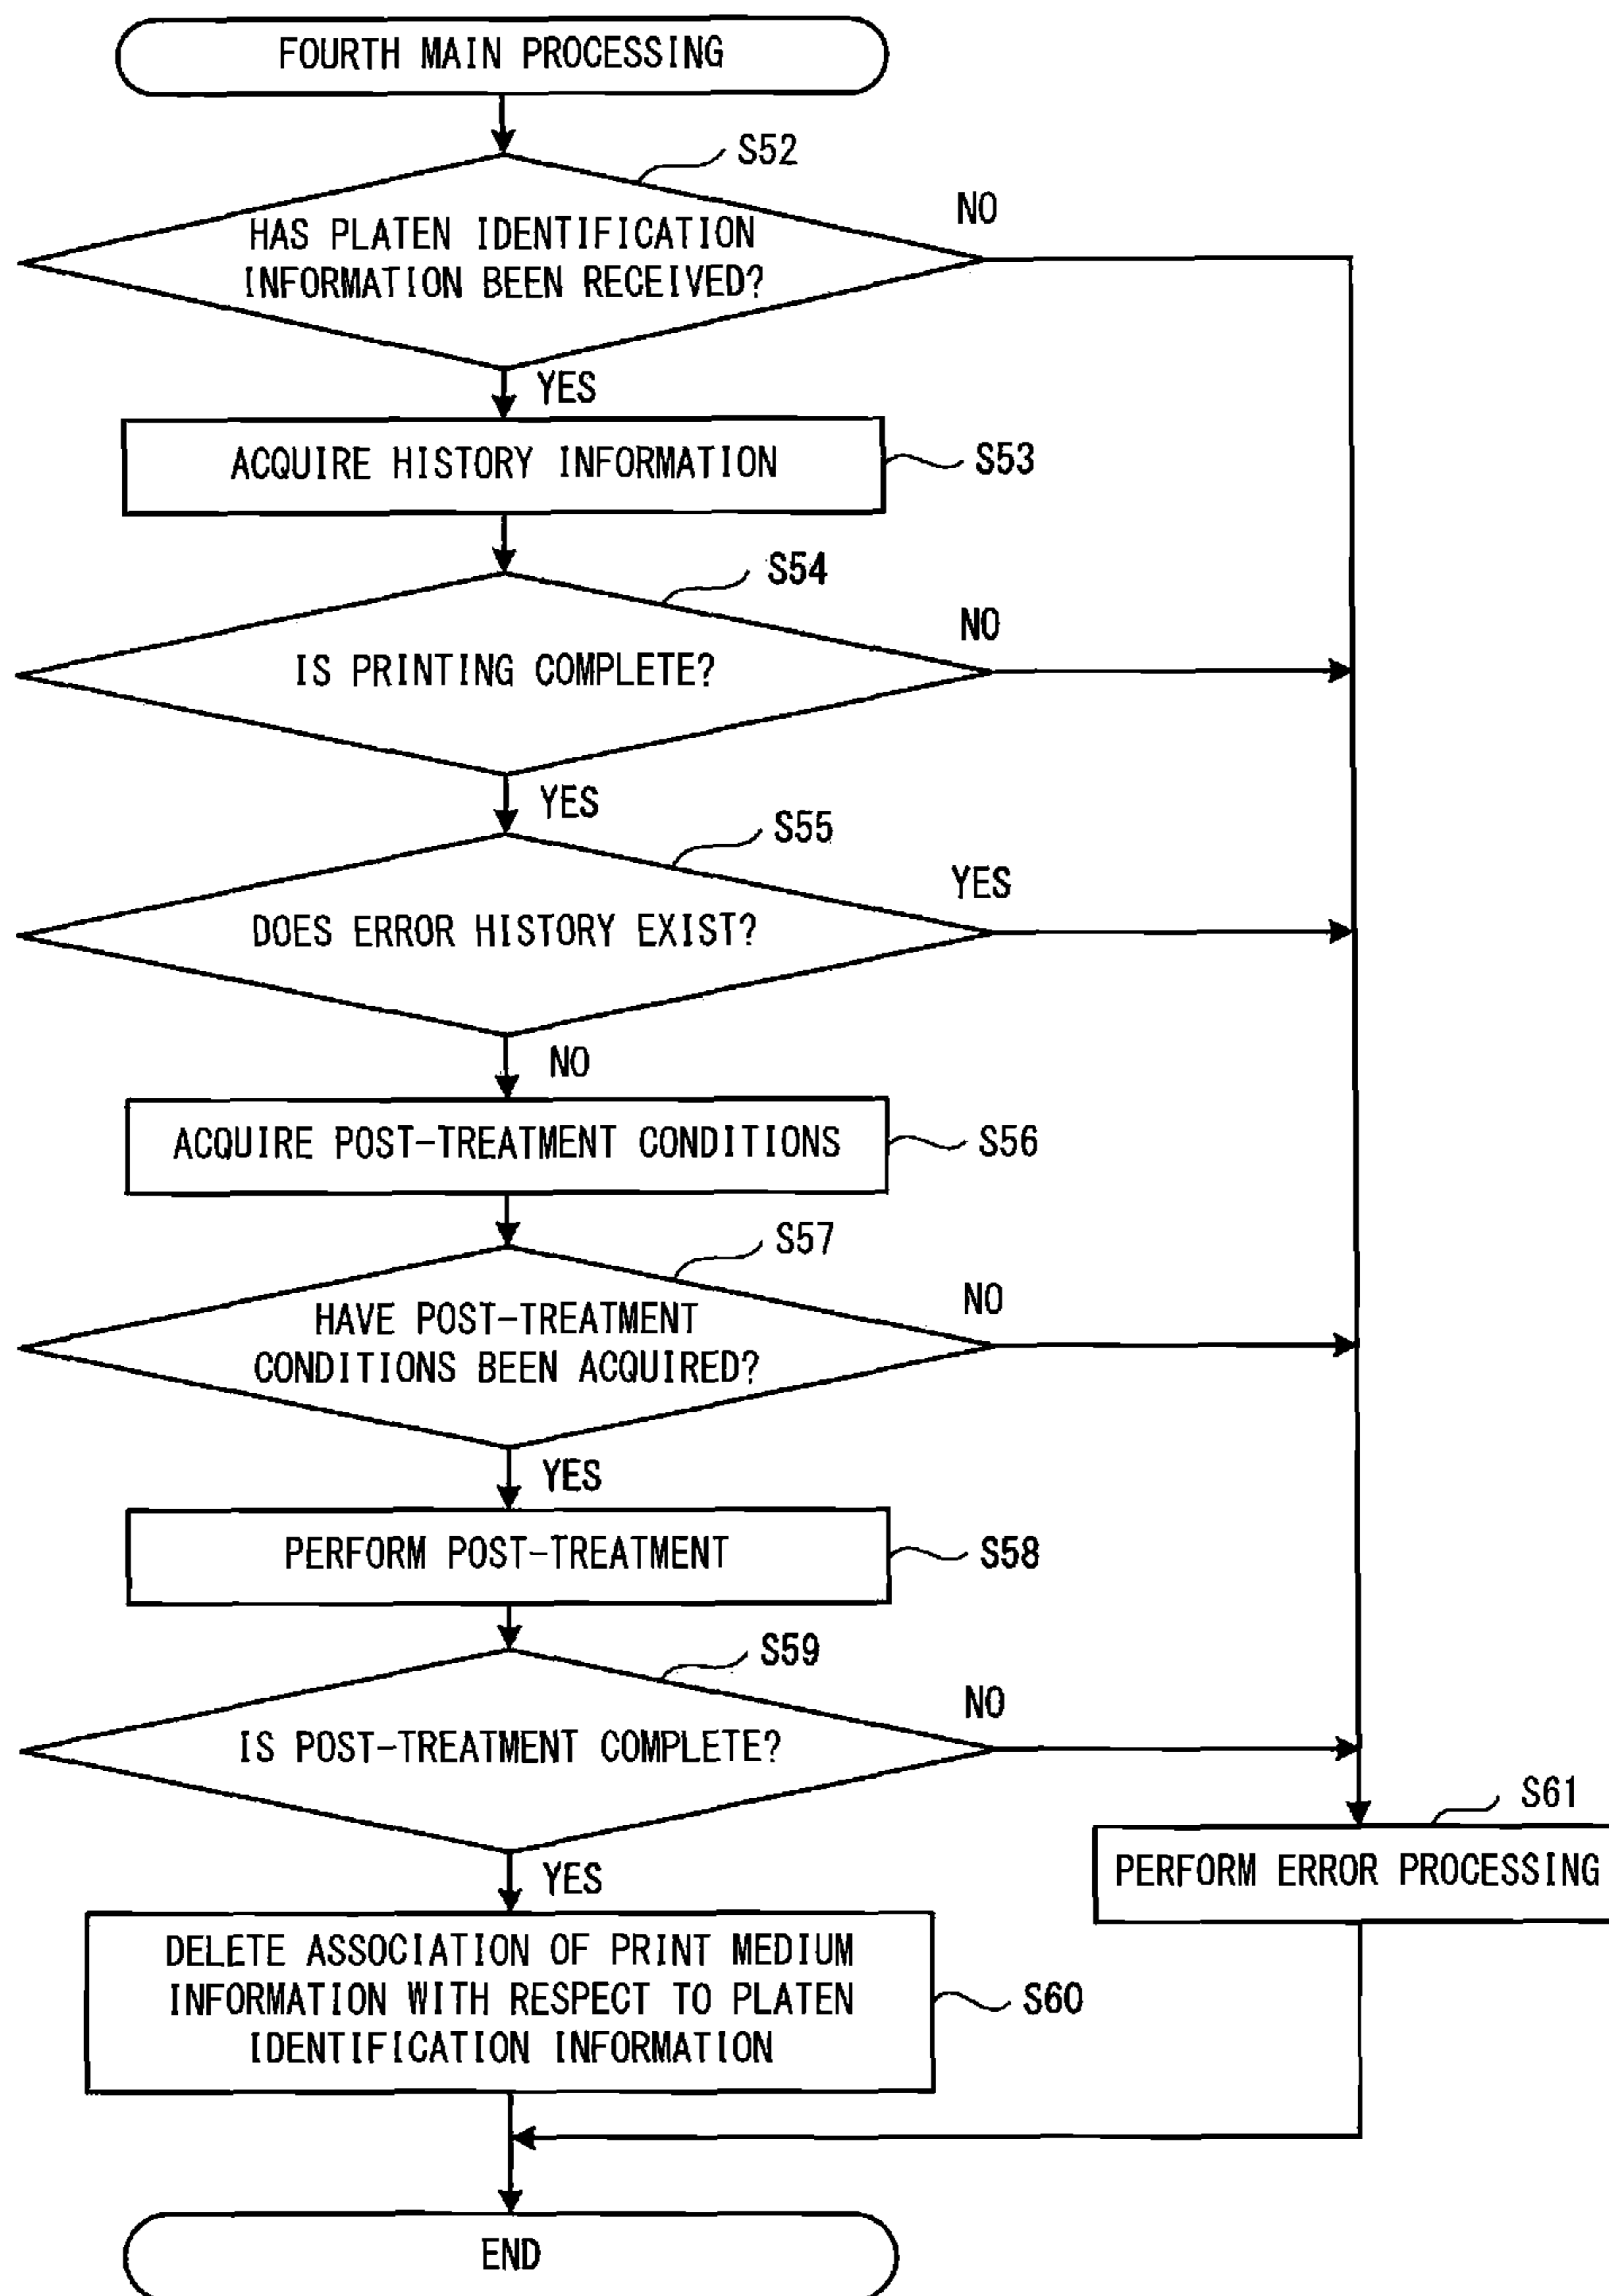 FOURTH MAIN PROCESSING
S52
HAS PLATEN IDENTIFICATION
INFORMATION BEEN RECEIVED?
NO
YES
ACQUIRE HISTORY INFORMATION
S53
S54
IS PRINTING COMPLETE?
NO
YES
S55
DOES ERROR HISTORY EXIST?
YES
NO
ACQUIRE POST-TREATMENT CONDITIONS
S56
S57
HAVE POST-TREATMENT
CONDITIONS BEEN ACQUIRED?
NO
YES
PERFORM POST-TREATMENT
S58
S59
IS POST-TREATMENT COMPLETE?
NO
YES
S61
PERFORM ERROR PROCESSING
DELETE ASSOCIATION OF PRINT MEDIUM
INFORMATION WITH RESPECT TO PLATEN
IDENTIFICATION INFORMATION
S60
END